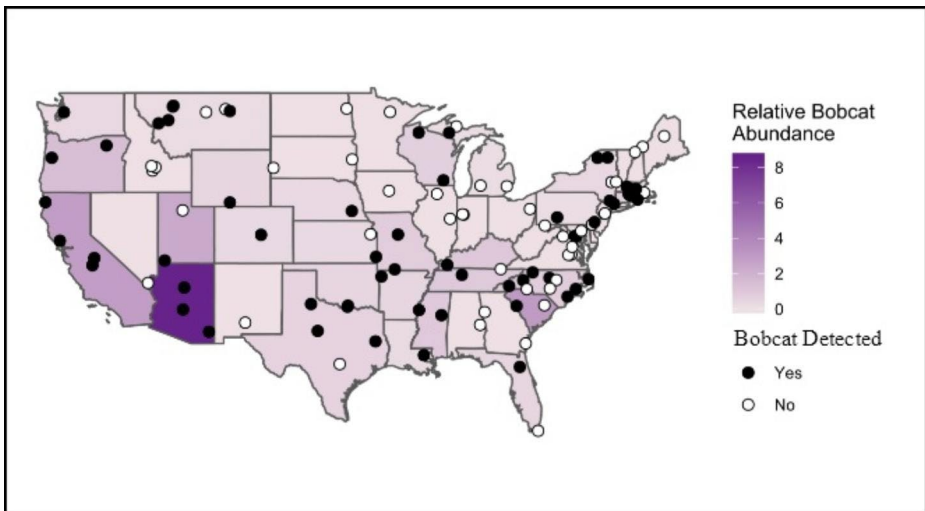 Relative Bobcat
Abundance
8
6
4
2
0
Bobcat Detected
Yes
No